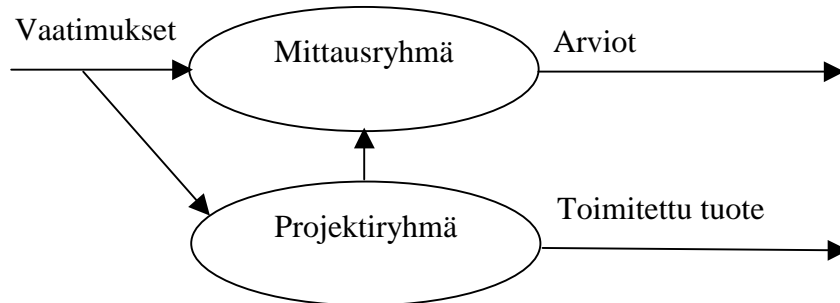 Vaatimukset
Mittausryhmä
Arviot
Projektiryhmä
Toimitettu tuote